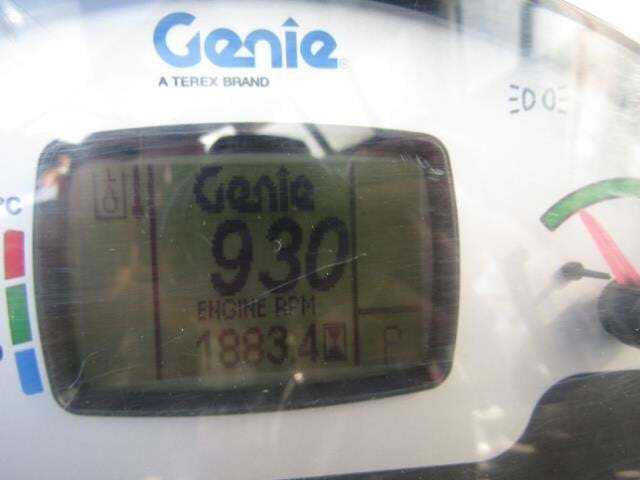 Genie®
A TEREX BRAND
°C
Genie
930
ENGINE RPM
1883.4
P